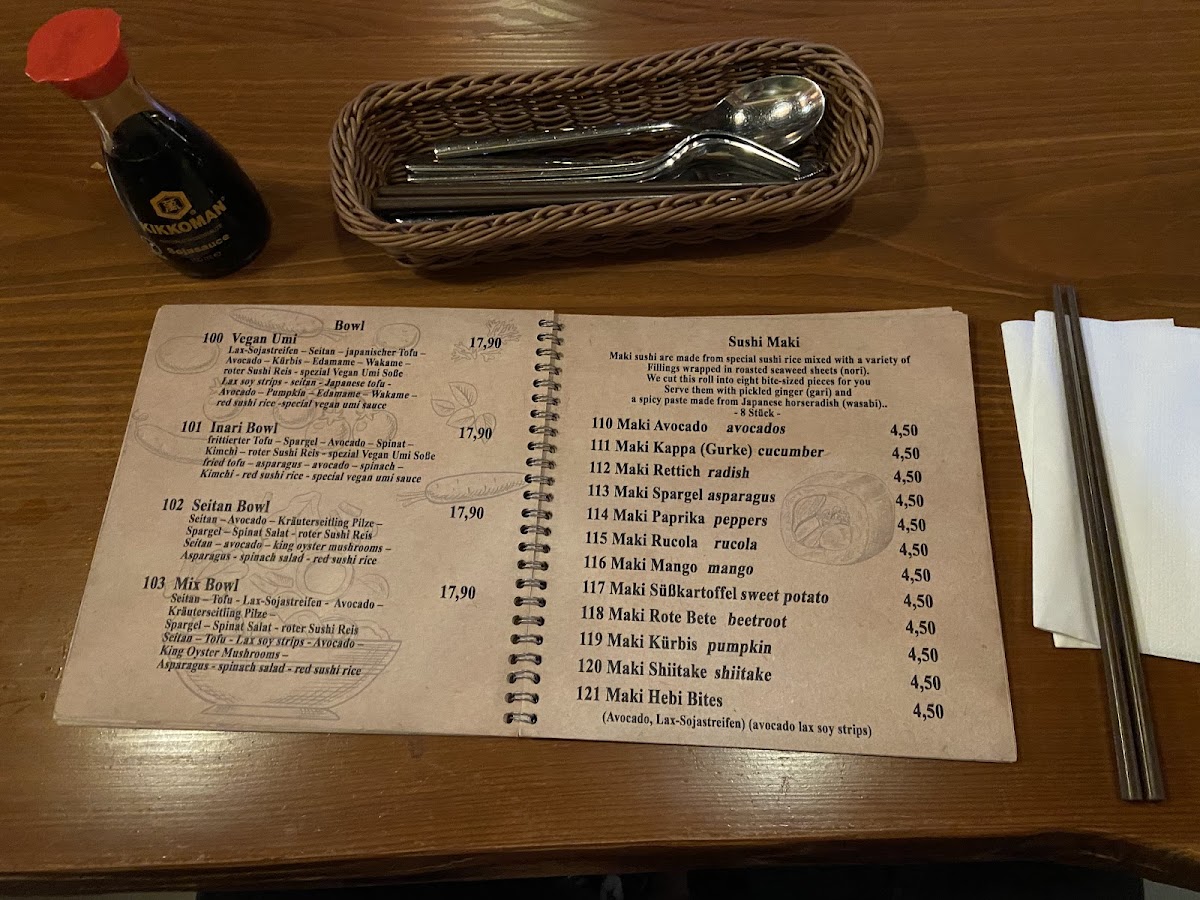 KIKKOMAN
Sojasauce
Bowl
100 Vegan Umi 17,90
Lax-Sojastreifen – Seitan – japanischer Tofu –
Avocado – Kürbis – Edamame – Wakame –
roter Sushi Reis - spezial Vegan Umi Soße
Lax soy strips - seitan - Japanese tofu -
Avocado – Pumpkin – Edamame – Wakame –
red sushi rice -special vegan umi sauce
101 Inari Bowl 17,90
frittierter Tofu – Spargel – Avocado – Spinat –
Kimchi – roter Sushi Reis - spezial Vegan Umi Soße
fried tofu – asparagus – avocado – spinach –
Kimchi - red sushi rice - special vegan umi sauce
102 Seitan Bowl 17,90
Seitan – Avocado – Kräuterseitling Pilze –
Spargel – Spinat Salat - roter Sushi Reis
Seitan – avocado – king oyster mushrooms –
Asparagus - spinach salad - red sushi rice
103 Mix Bowl 17,90
Seitan – Tofu - Lax-Sojastreifen - Avocado –
Kräuterseitling Pilze –
Spargel – Spinat Salat - roter Sushi Reis
Seitan – Tofu - Lax soy strips - Avocado –
King Oyster Mushrooms –
Asparagus - spinach salad - red sushi rice
Sushi Maki
Maki sushi are made from special sushi rice mixed with a variety of
Fillings wrapped in roasted seaweed sheets (nori).
We cut this roll into eight bite-sized pieces for you
Serve them with pickled ginger (gari) and
a spicy paste made from Japanese horseradish (wasabi)..
- 8 Stück -
110 Maki Avocado avocados 4,50
111 Maki Kappa (Gurke) cucumber 4,50
112 Maki Rettich radish 4,50
113 Maki Spargel asparagus 4,50
114 Maki Paprika peppers 4,50
115 Maki Rucola rucola 4,50
116 Maki Mango mango 4,50
117 Maki Süßkartoffel sweet potato 4,50
118 Maki Rote Bete beetroot 4,50
119 Maki Kürbis pumpkin 4,50
120 Maki Shiitake shiitake 4,50
121 Maki Hebi Bites 4,50
(Avocado, Lax-Sojastreifen) (avocado lax soy strips)